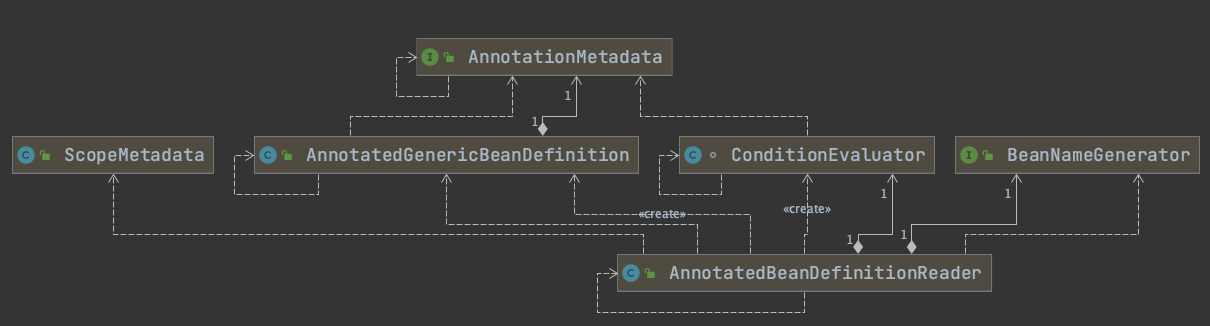 I AnnotationMetadata
1
1
C ScopeMetadata
C AnnotatedGenericBeanDefinition
C ConditionEvaluator
I BeanNameGenerator
1
1
«create»
«create»
1
1
C AnnotatedBeanDefinitionReader